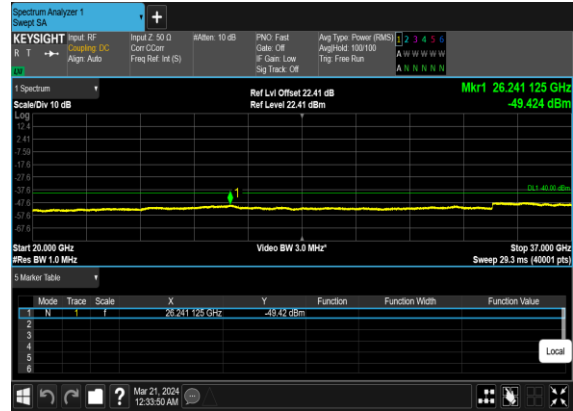 Spectrum Analyzer 1
Swept SA
+
KEYSIGHT Input: RF Input Z: 50 Ω #Atten: 10 dB PNO: Fast Avg Type: Power (RMS) 1 2 3 4 5 6
R T Coupling: DC Corr CCorr Gate: Off Avg|Hold: 100/100 A W W W W W
Align: Auto Freq Ref: Int (S) IF Gain: Low Trig: Free Run
LXI Sig Track: Off A N N N N N
1 Spectrum Ref Lvl Offset 22.41 dB Mkr1 26.241 125 GHz
Scale/Div 10 dB Ref Level 22.41 dBm -49.424 dBm
Log
12.4
2.41
-7.59
-17.6
-27.6
-37.6 DL1 -40.00 dBm
1
-47.6
-57.6
-67.6
Start 20.000 GHz Video BW 3.0 MHz* Stop 37.000 GHz
#Res BW 1.0 MHz Sweep 29.3 ms (40001 pts)
5 Marker Table
Mode Trace Scale X Y Function Function Width Function Value
1 N 1 f 26.241 125 GHz -49.42 dBm
2
3
4
5
6
Local
? Mar 21, 2024
12:33:50 AM